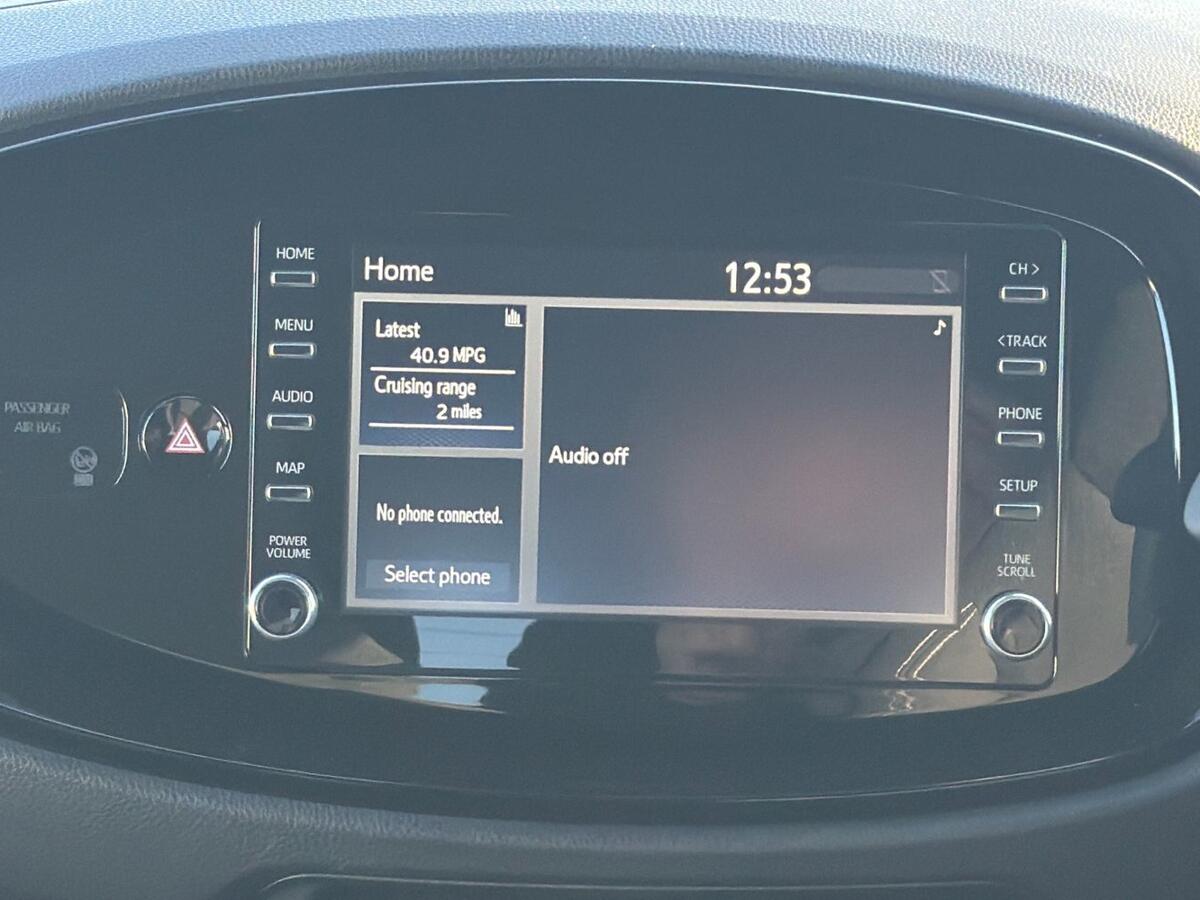 PASSENGER
AIR BAG
HOME
MENU
AUDIO
MAP
POWER
VOLUME
Home
12:53
Latest
40.9 MPG
Cruising range
2 miles
No phone connected.
Select phone
Audio off
CH >
<TRACK
PHONE
SETUP
TUNE
SCROLL